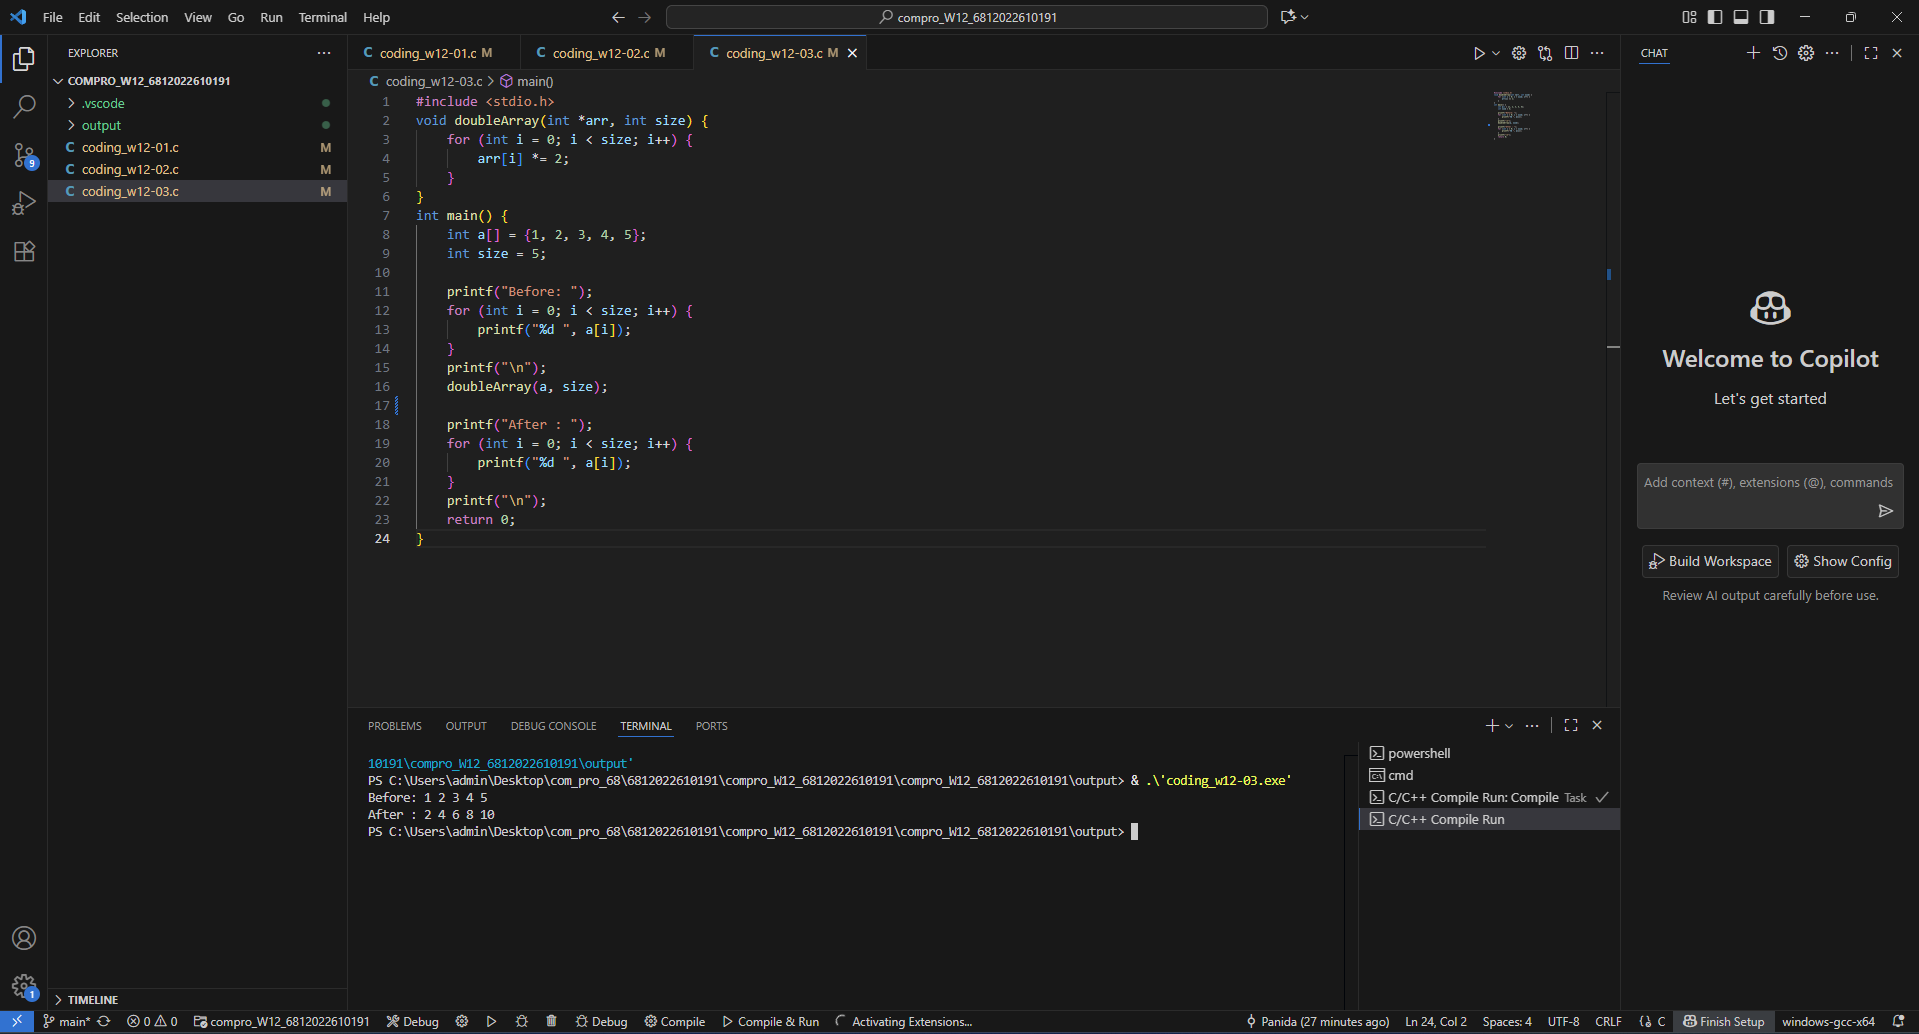 File Edit Selection View Go Run Terminal Help
compro_W12_6812022610191
EXPLORER
COMPRO_W12_6812022610191
.vscode
output
coding_w12-01.c M
coding_w12-02.c M
coding_w12-03.c M
9
1
TIMELINE
coding_w12-01.c M
coding_w12-02.c M
coding_w12-03.c M
coding_w12-03.c > main()
1 #include <stdio.h>
2 void doubleArray(int *arr, int size) {
3 for (int i = 0; i < size; i++) {
4 arr[i] *= 2;
5 }
6 }
7 int main() {
8 int a[] = {1, 2, 3, 4, 5};
9 int size = 5;
10
11 printf("Before: ");
12 for (int i = 0; i < size; i++) {
13 printf("%d ", a[i]);
14 }
15 printf("\n");
16 doubleArray(a, size);
17
18 printf("After : ");
19 for (int i = 0; i < size; i++) {
20 printf("%d ", a[i]);
21 }
22 printf("\n");
23 return 0;
24 }
PROBLEMS OUTPUT DEBUG CONSOLE TERMINAL PORTS
10191\compro_W12_6812022610191\output'
PS C:\Users\admin\Desktop\com_pro_68\6812022610191\compro_W12_6812022610191\compro_W12_6812022610191\output> & .\'coding_w12-03.exe'
Before: 1 2 3 4 5
After : 2 4 6 8 10
PS C:\Users\admin\Desktop\com_pro_68\6812022610191\compro_W12_6812022610191\compro_W12_6812022610191\output>
powershell
cmd
C/C++ Compile Run: Compile Task
C/C++ Compile Run
CHAT
Welcome to Copilot
Let's get started
Add context (#), extensions (@), commands
Build Workspace
Show Config
Review AI output carefully before use.
main* 0 0 compro_W12_6812022610191 Debug Debug Compile Compile & Run Activating Extensions... Panida (27 minutes ago) Ln 24, Col 2 Spaces: 4 UTF-8 CRLF {} C Finish Setup windows-gcc-x64